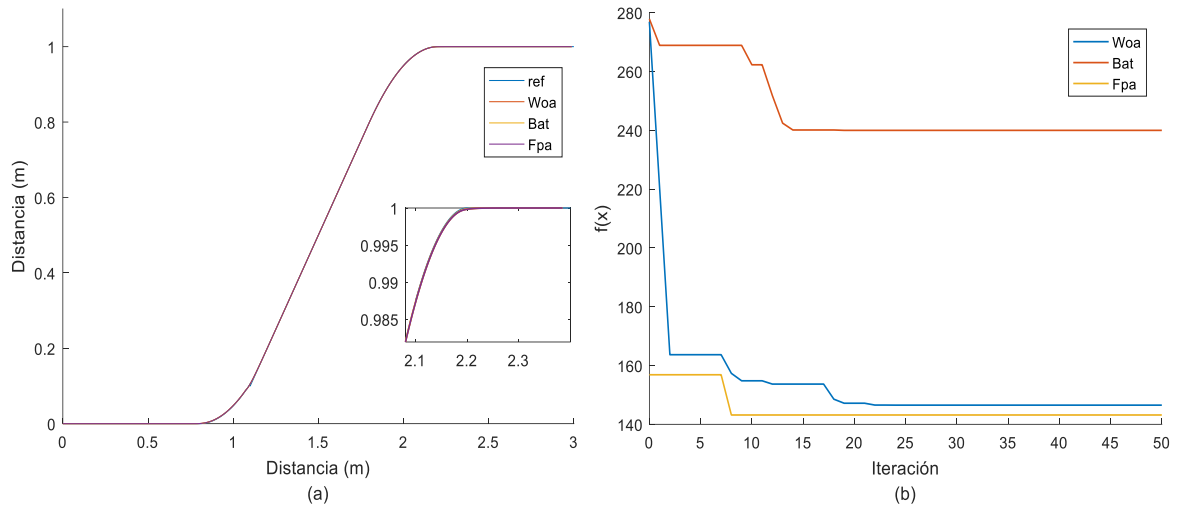 1
0.8
0.6
0.4
0.2
0
Distancia (m)
0 0.5 1 1.5 2 2.5 3
Distancia (m)
(a)
ref
Woa
Bat
Fpa
1
0.995
0.99
0.985
2.1 2.2 2.3
280
260
240
220
200
180
160
140
f(x)
0 5 10 15 20 25 30 35 40 45 50
Iteración
(b)
Woa
Bat
Fpa